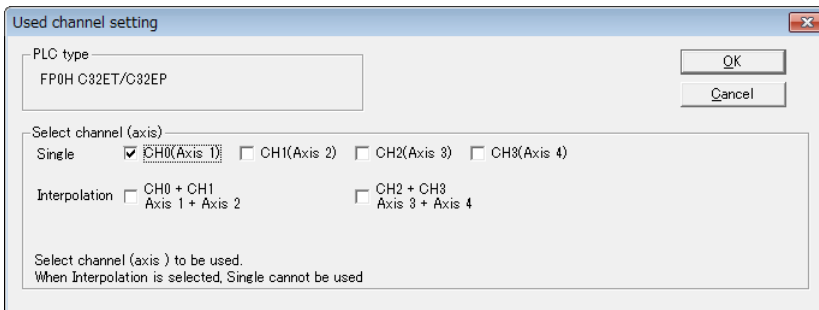 Used channel setting
PLC type
FP0H C32ET/C32EP
OK
Cancel
Select channel (axis)
Single CH0(Axis 1) CH1(Axis 2) CH2(Axis 3) CH3(Axis 4)
Interpolation CH0 + CH1 CH2 + CH3
Axis 1 + Axis 2 Axis 3 + Axis 4
Select channel (axis ) to be used.
When Interpolation is selected, Single cannot be used